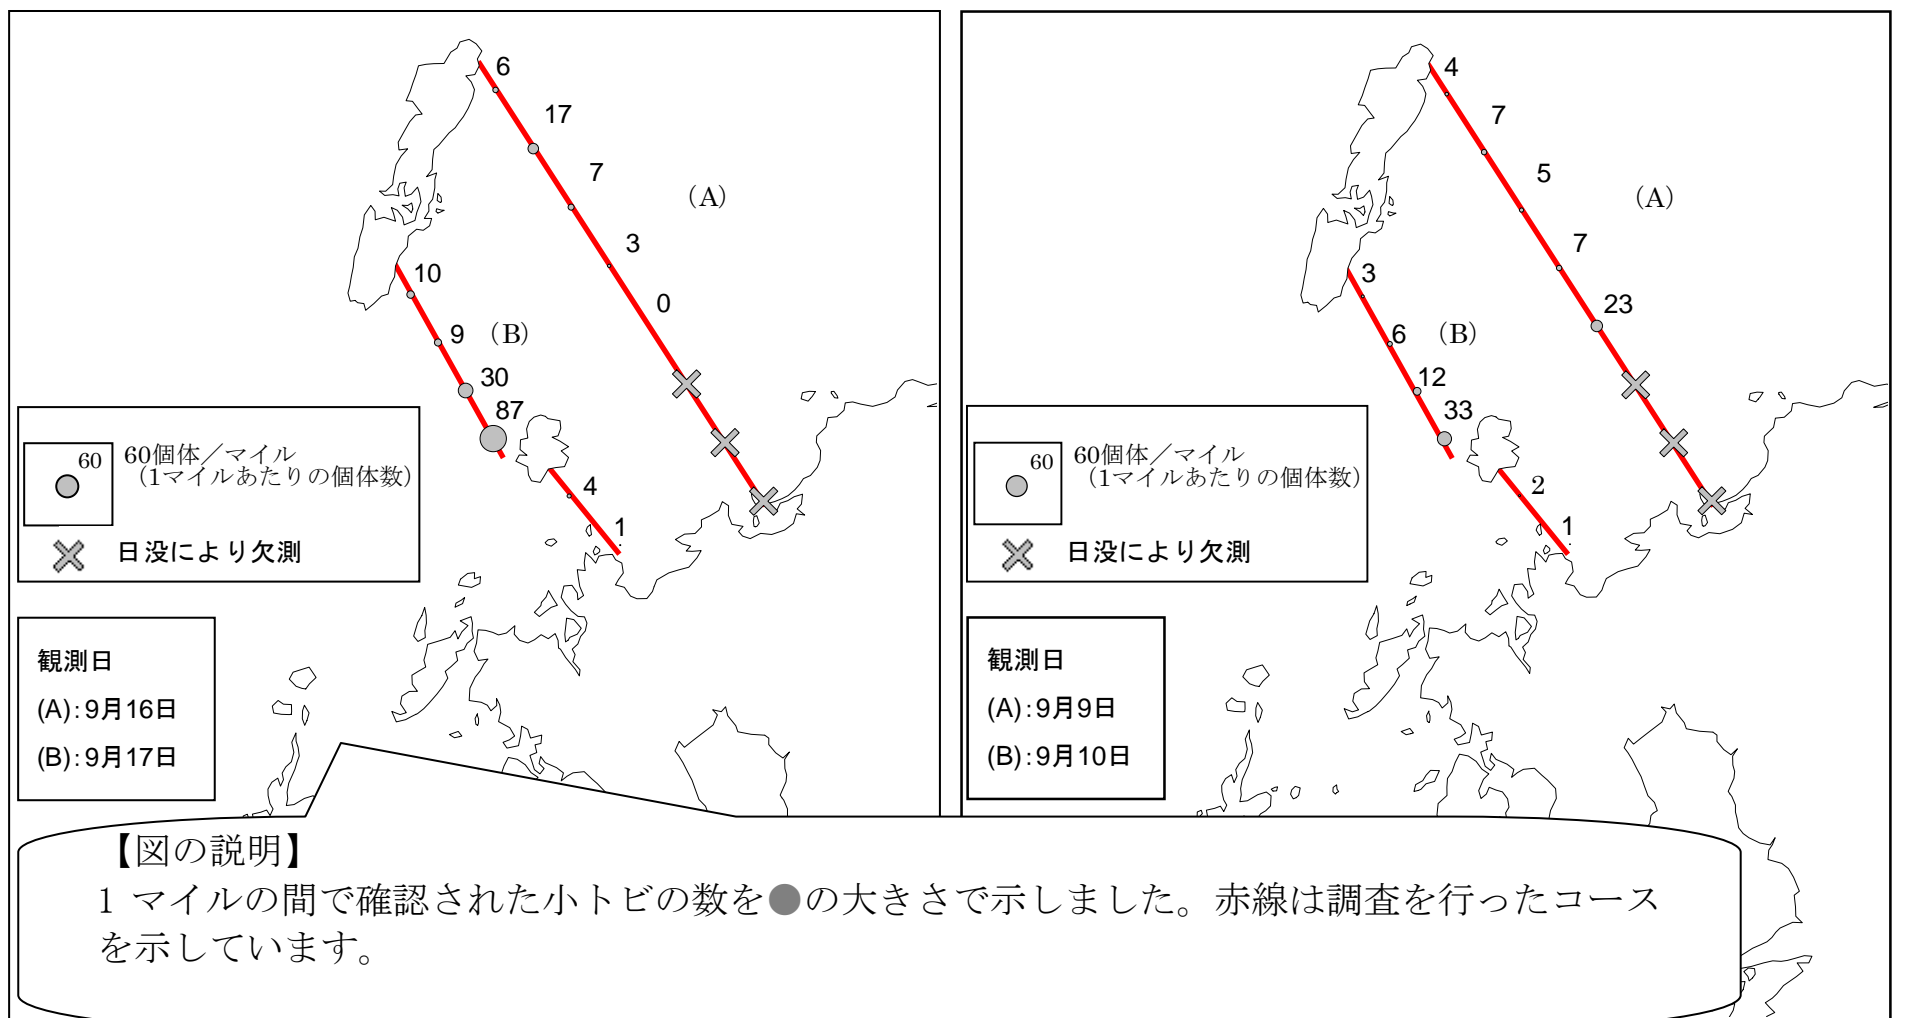 6
17
7
(A)
3
0
10
9
(B)
30
87
4
1
60
60個体／マイル
（1マイルあたりの個体数）
日没により欠測
観測日
(A)：9月16日
(B)：9月17日
4
7
5
(A)
7
23
3
6
(B)
12
33
2
1
60
60個体／マイル
（1マイルあたりの個体数）
日没により欠測
観測日
(A)：9月9日
(B)：9月10日
【図の説明】
1 マイルの間で確認された小トビの数を●の大きさで示しました。赤線は調査を行ったコース
を示しています。